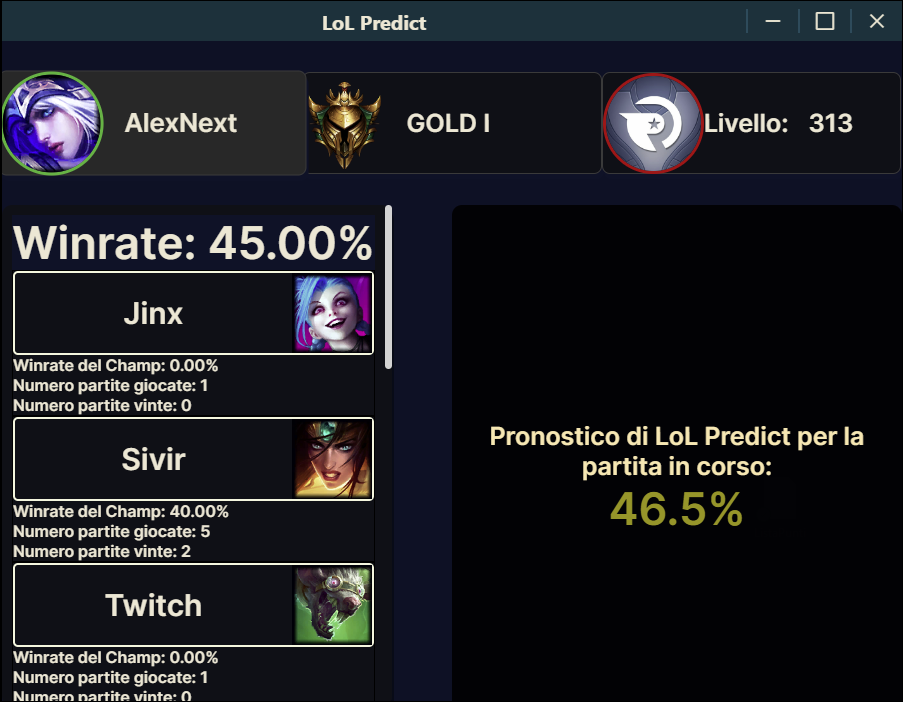 LoL Predict
AlexNext
GOLD I
Livello: 313
Winrate: 45.00%
Jinx
Winrate del Champ: 0.00%
Numero partite giocate: 1
Numero partite vinte: 0
Sivir
Winrate del Champ: 40.00%
Numero partite giocate: 5
Numero partite vinte: 2
Twitch
Winrate del Champ: 0.00%
Numero partite giocate: 1
Numero partite vinte: 0
Pronostico di LoL Predict per la
partita in corso:
46.5%